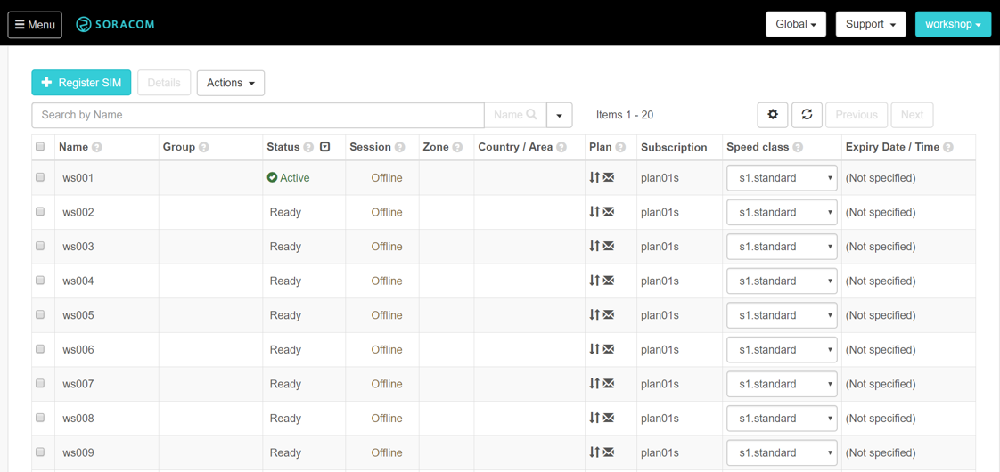 Menu SORACOM Global Support workshop
Register SIM Details Actions
Search by Name Name Items 1 - 20 Previous Next
Name Group Status Session Zone Country / Area Plan Subscription Speed class Expiry Date / Time
ws001 Active Offline plan01s s1.standard (Not specified)
ws002 Ready Offline plan01s s1.standard (Not specified)
ws003 Ready Offline plan01s s1.standard (Not specified)
ws004 Ready Offline plan01s s1.standard (Not specified)
ws005 Ready Offline plan01s s1.standard (Not specified)
ws006 Ready Offline plan01s s1.standard (Not specified)
ws007 Ready Offline plan01s s1.standard (Not specified)
ws008 Ready Offline plan01s s1.standard (Not specified)
ws009 Ready Offline plan01s s1.standard (Not specified)